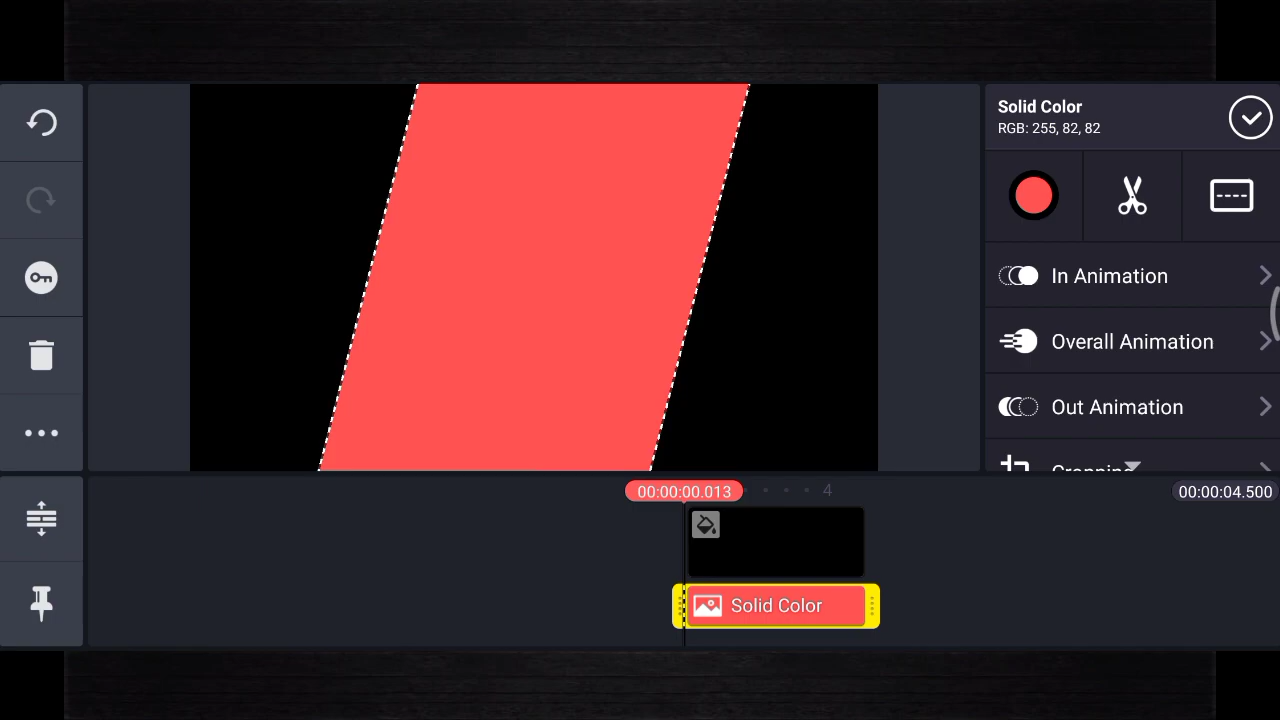 Solid Color
RGB: 255, 82, 82
In Animation
Overall Animation
Out Animation
Cropping
00:00:00.013
4
00:00:04.500
Solid Color